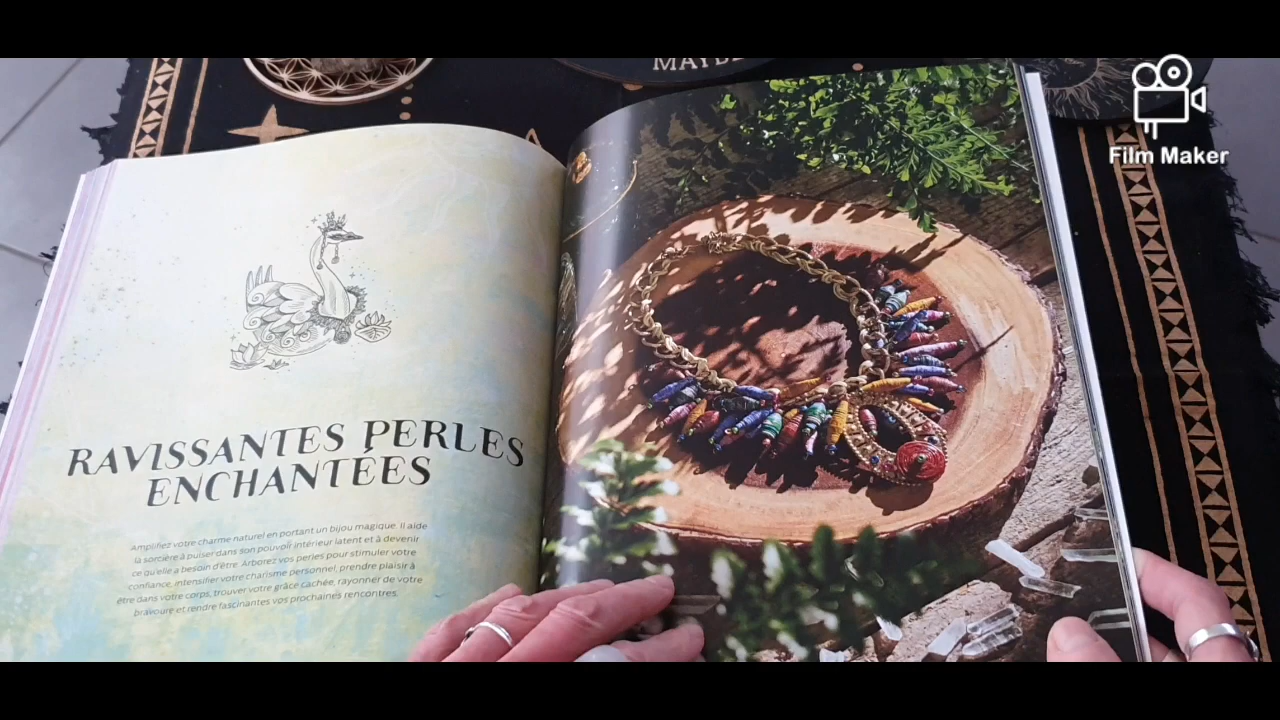 MAYBE
Film Maker
RAVISSANTES PERLES
ENCHANTÉES
Amplifiez votre charme naturel en portant un bijou magique. Il aide
la sorcière à puiser dans son pouvoir intérieur latent et à devenir
ce qu'elle a besoin d'être. Arborez vos perles pour stimuler votre
confiance, intensifier votre charisme personnel, prendre plaisir à
être dans votre corps, trouver votre grâce cachée, rayonner de votre
bravoure et rendre fascinantes vos prochaines rencontres.